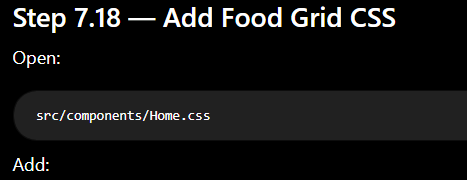 Step 7.18 — Add Food Grid CSS
Open:
src/components/Home.css
Add: